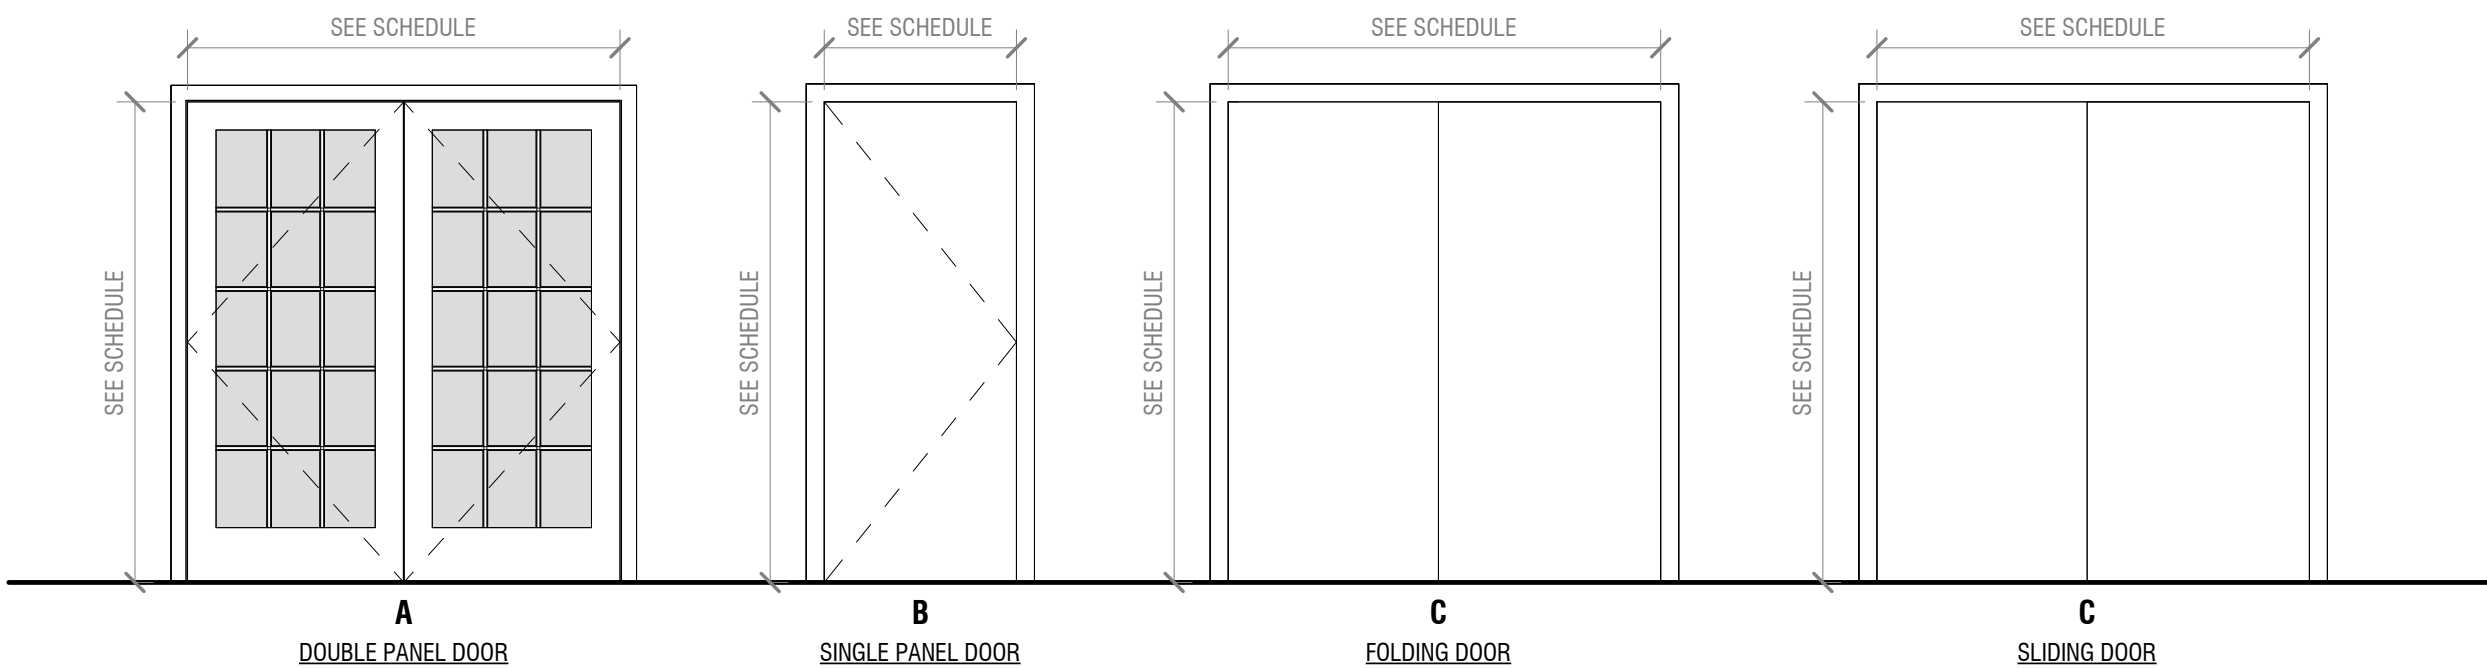 SEE SCHEDULE
SEE SCHEDULE
SEE SCHEDULE
SEE SCHEDULE
SEE SCHEDULE
SEE SCHEDULE
SEE SCHEDULE
SEE SCHEDULE
A
B
C
C
DOUBLE PANEL DOOR
SINGLE PANEL DOOR
FOLDING DOOR
SLIDING DOOR